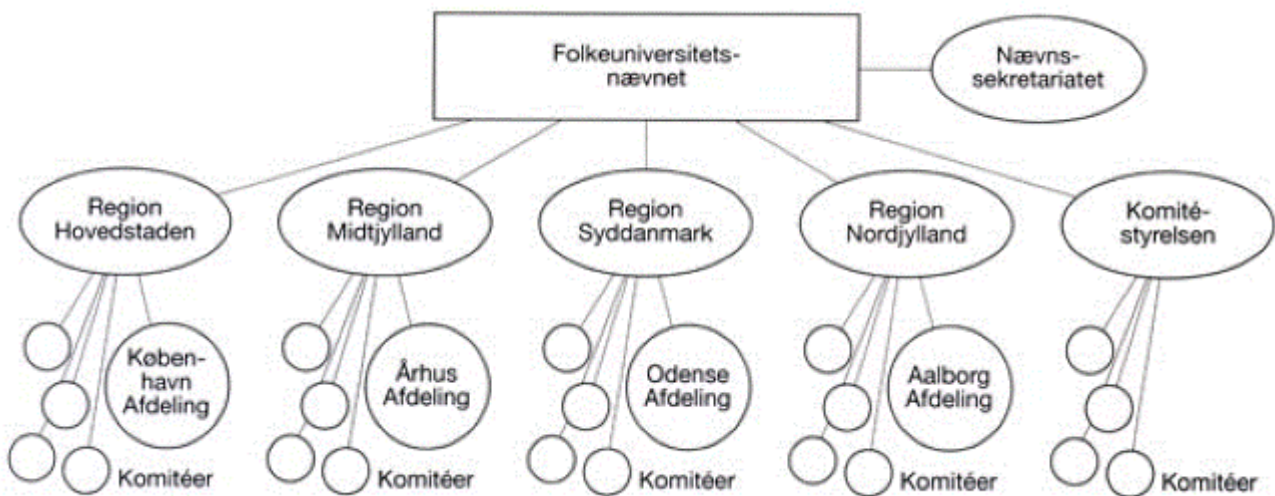 Folkeuniversitets-
nævnet
Nævns-
sekretariatet
Region
Hovedstaden
Region
Midtjylland
Region
Syddanmark
Region
Nordjylland
Komité-
styrelsen
Køben-
havn
Afdeling
Århus
Afdeling
Odense
Afdeling
Aalborg
Afdeling
Komitéer
Komitéer
Komitéer
Komitéer
Komitéer